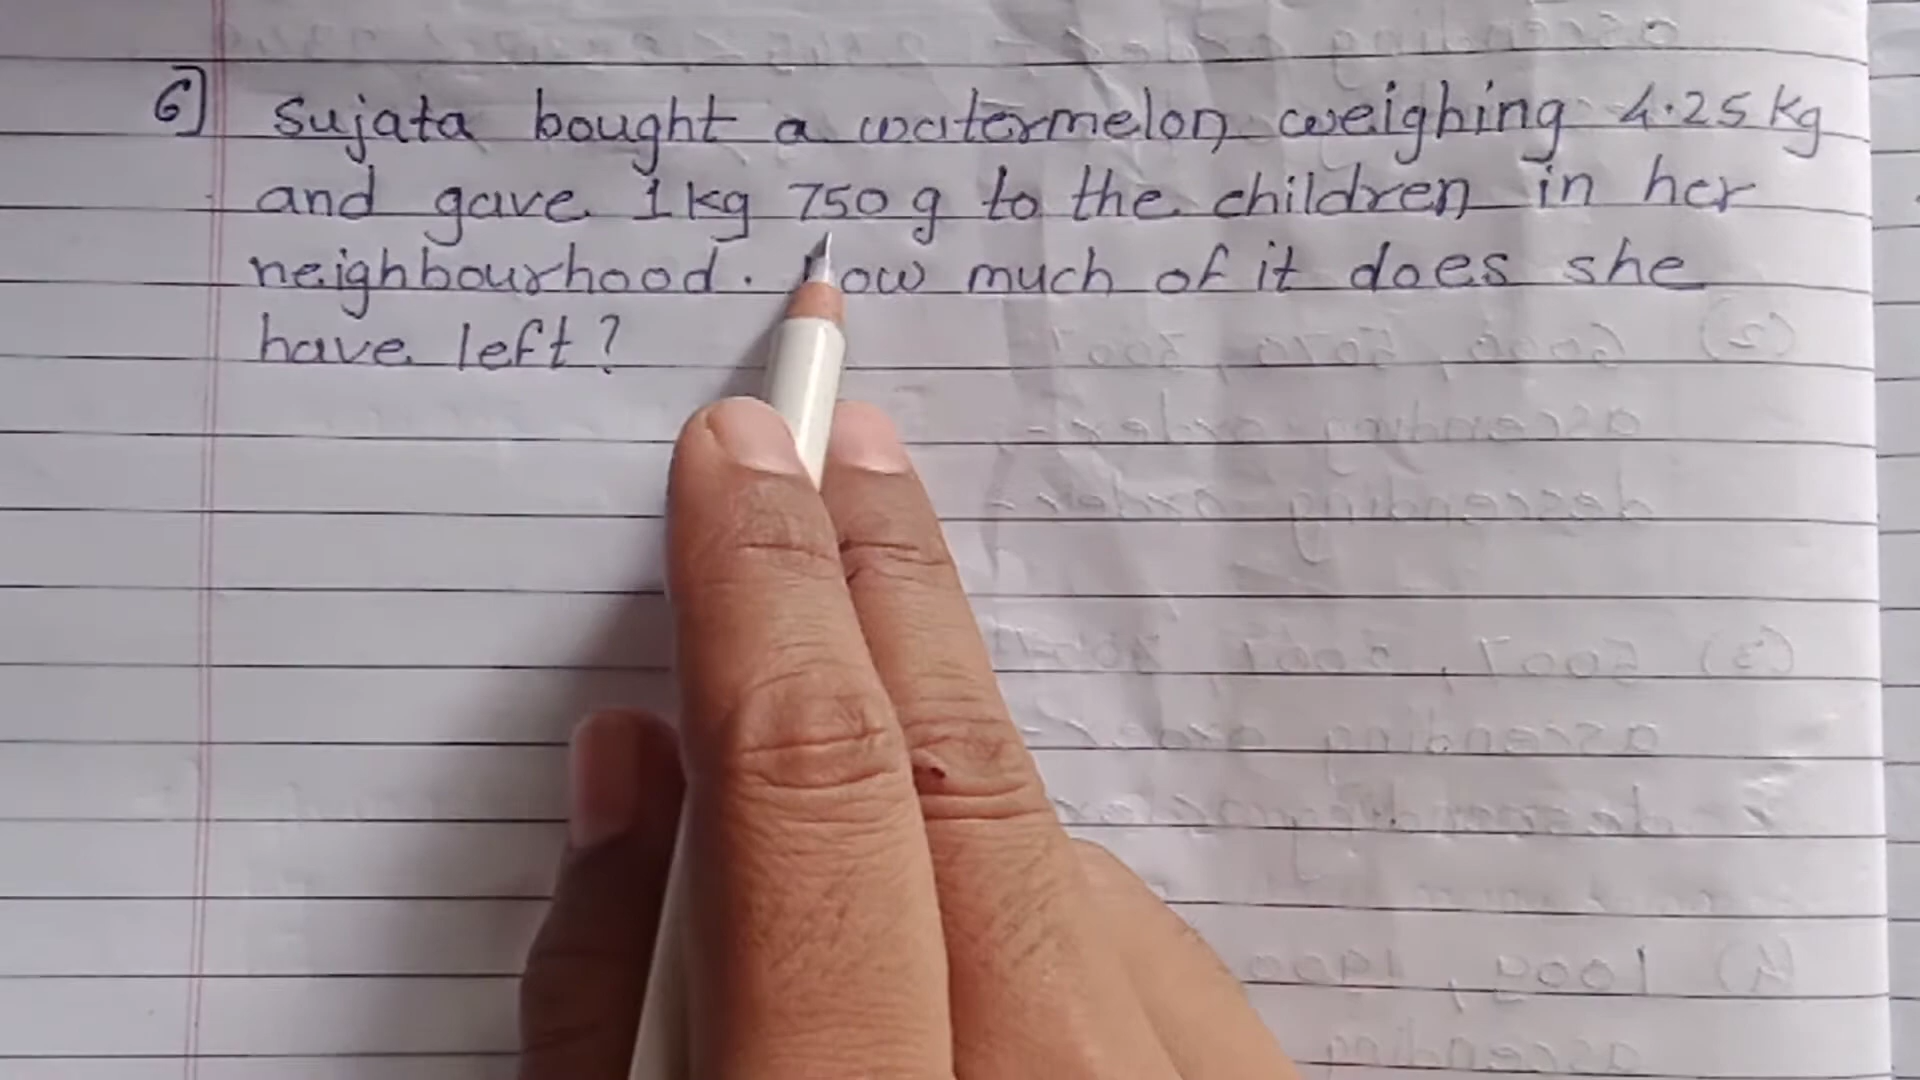 6] Sujata bought a watermelon weighing 4.25 kg
and gave 1 kg 750 g to the children in her
neighbourhood. How much of it does she
have left?